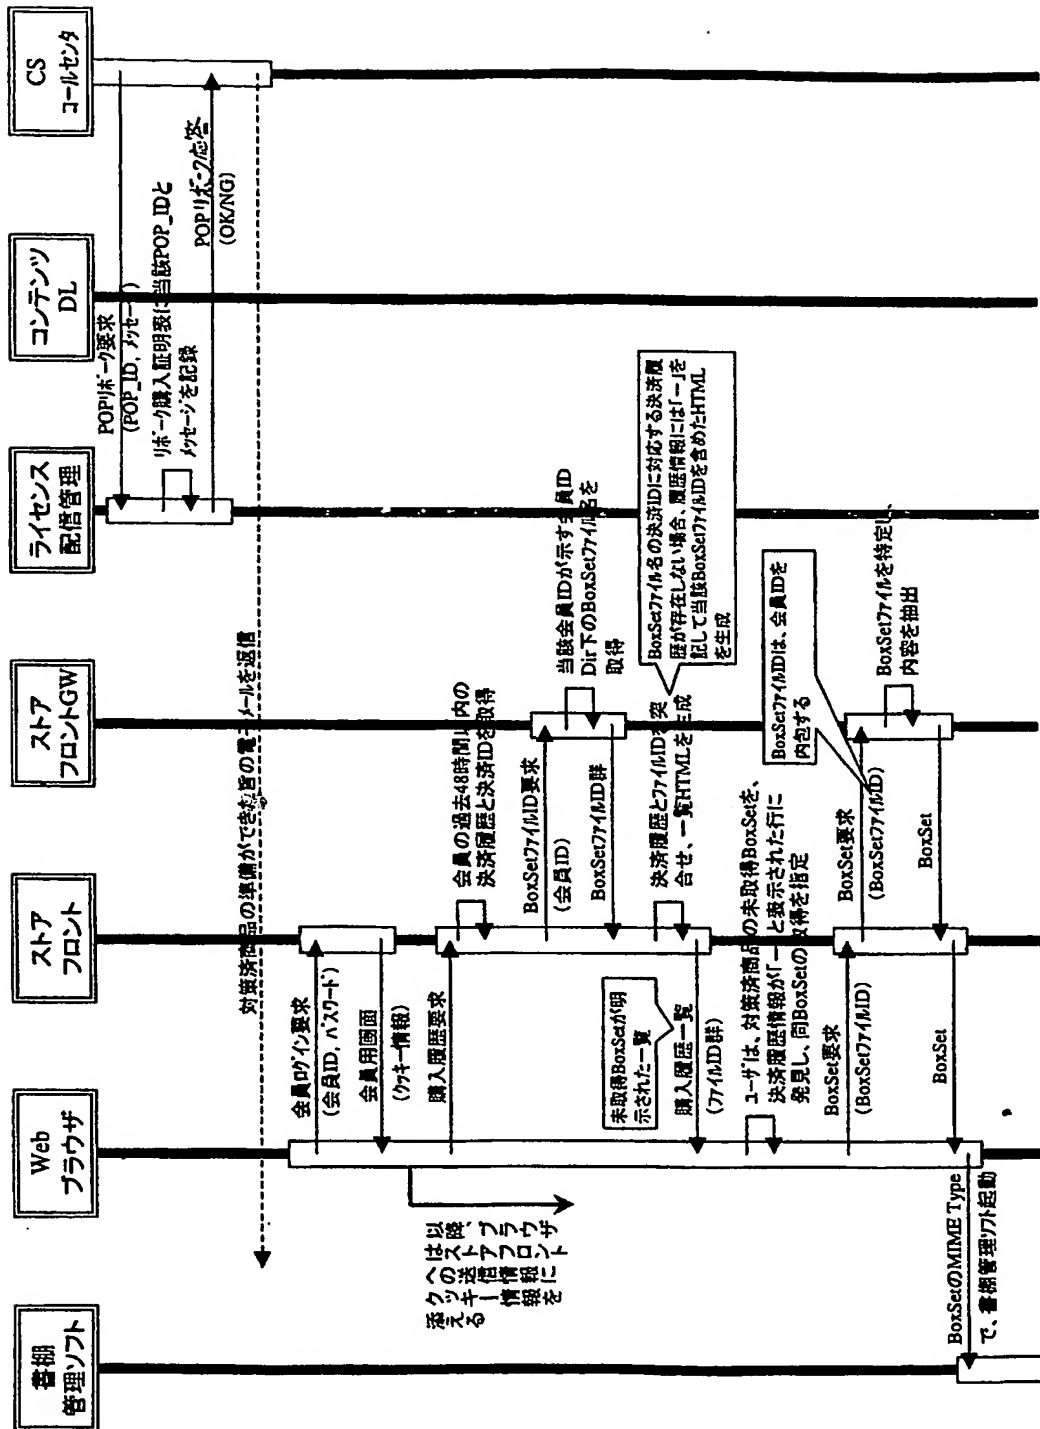 書棚
管理ソフト
Web
ブラウザ
ストア
フロント
ストア
フロントGW
ライセンス
配信管理
コンテンツ
DL
CS
コールセンタ
POPリボーク要求
(POP_ID, メッセージ)
リボーク購入証明表に当該POP_IDと
メッセージを記録
POPリボーク応答
(OK/NG)
対策済商品の準備ができた旨の電子メールを返信
会員ログイン要求
(会員ID, パスワード)
会員用画面
(クッキー情報)
以降、ブラウザ
はストアフロント
への送信情報に
クッキー情報を
添える
購入履歴要求
会員の過去48時間以内の
決済履歴と決済IDを取得
BoxSetファイルID要求
(会員ID)
当該会員IDが示す会員ID
Dir下のBoxSetファイル名を
取得
BoxSetファイルID群
決済履歴とファイルIDを突
合せ、一覧HTMLを生成
BoxSetファイル名の決済IDに対応する決済履
歴が存在しない場合、履歴情報には「ー」を
記して当該BoxSetファイルIDを含めたHTML
を生成
未取得BoxSetが明
示された一覧
購入履歴一覧
(ファイルID群)
ユーザは、対策済商品の未取得BoxSetを、
決済履歴情報が「ー」と表示された行に
発見し、同BoxSetの取得を指定
BoxSet要求
(BoxSetファイルID)
BoxSet要求
(BoxSetファイルID)
BoxSetファイルIDは、会員IDを
内包する
BoxSetファイルを特定し、
内容を抽出
BoxSet
BoxSet
BoxSetのMIME Type
で、書棚管理ソフト起動